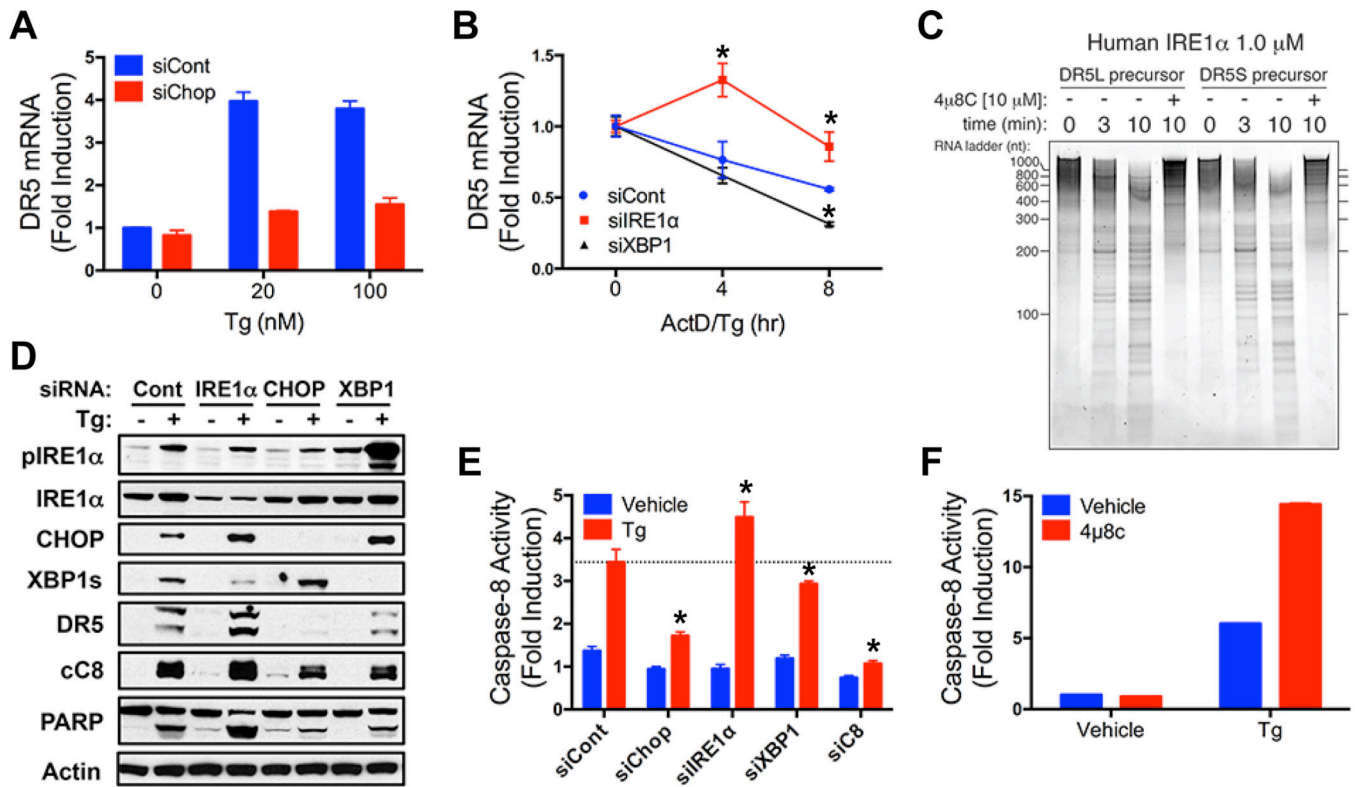 A
DR5 mRNA
(Fold Induction)
5
4
3
2
1
0
siCont
siChop
0
20
100
Tg (nM)
B
DR5 mRNA
(Fold Induction)
1.5
1.0
0.5
0.0
*
*
*
siCont
siIRE1α
siXBP1
0
4
8
ActD/Tg (hr)
C
Human IRE1α 1.0 μM
DR5L precursor DR5S precursor
4μ8C [10 μM]: - - - + - - - +
time (min): 0 3 10 10 0 3 10 10
RNA ladder (nt):
1000
800
600
400
300
200
100
D
siRNA: Cont IRE1α CHOP XBP1
Tg: - + - + - + - +
pIRE1α
IRE1α
CHOP
XBP1s
DR5
cC8
PARP
Actin
E
Caspase-8 Activity
(Fold Induction)
5
4
3
2
1
0
Vehicle
Tg
*
*
*
*
siCont
siChop
siIRE1α
siXBP1
siC8
F
Caspase-8 Activity
(Fold Induction)
15
10
5
0
Vehicle
4μ8c
Vehicle
Tg